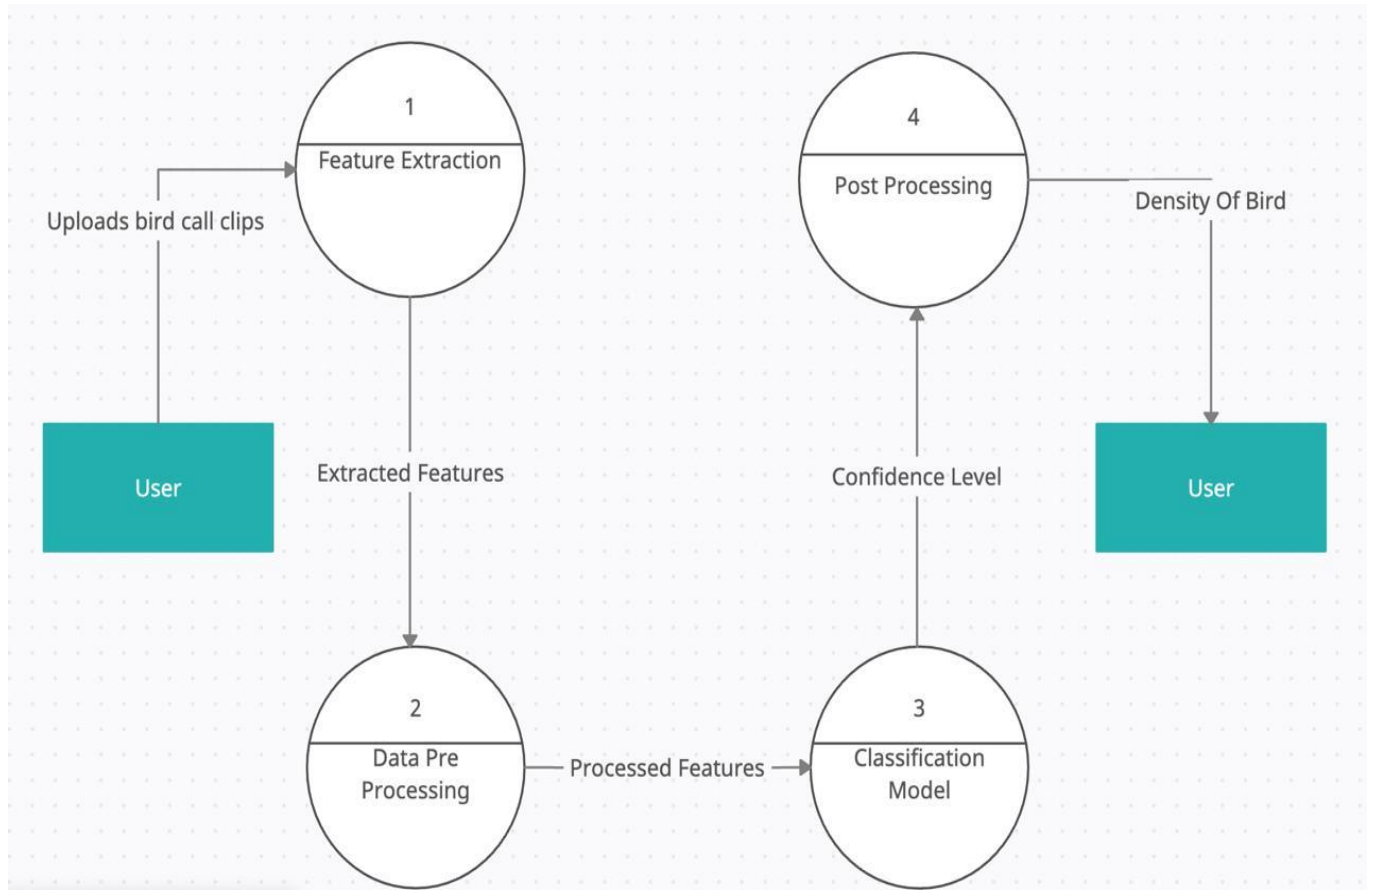 1
Feature Extraction
Uploads bird call clips
User
Extracted Features
2
Data Pre
Processing
Processed Features
3
Classification
Model
Confidence Level
4
Post Processing
Density Of Bird
User